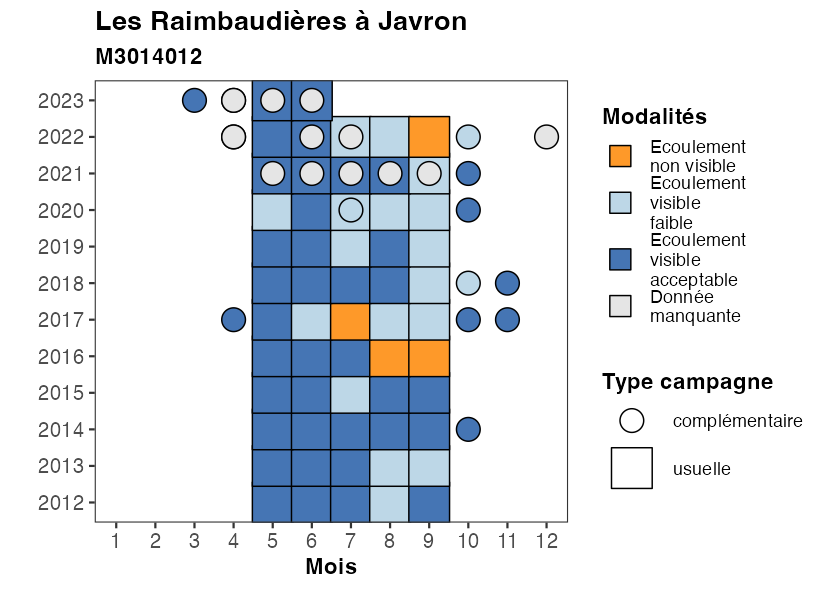 Les Raimbaudières à Javron
M3014012
2023
2022
2021
2020
2019
2018
2017
2016
2015
2014
2013
2012
1 2 3 4 5 6 7 8 9 10 11 12
Mois
Modalités
Ecoulement
non visible
Ecoulement
visible
faible
Ecoulement
visible
acceptable
Donnée
manquante
Type campagne
complémentaire
usuelle